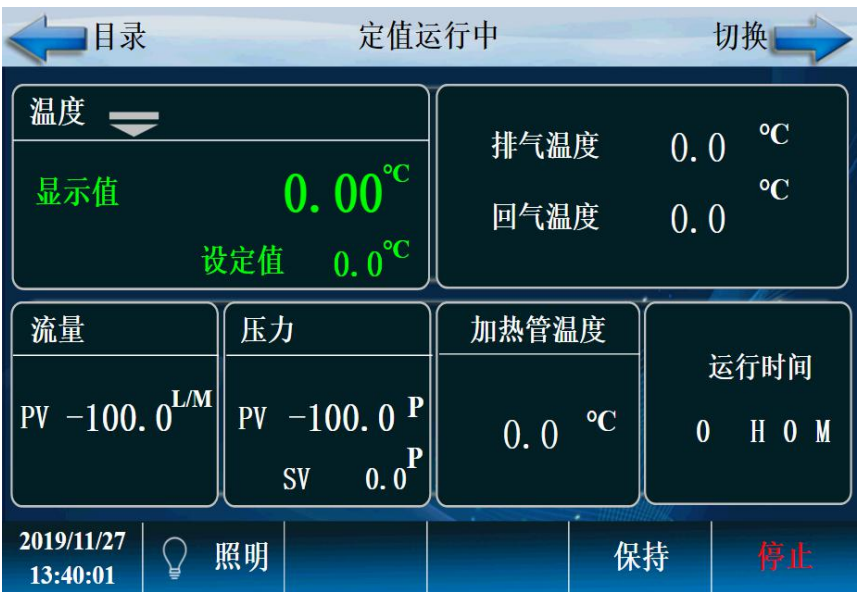 目录 定值运行中 切换
温度
显示值 0.00℃
设定值 0.0℃
排气温度 0.0 ℃
回气温度 0.0 ℃
流量
PV -100.0 L/M
压力
PV -100.0 P
SV 0.0 P
加热管温度
0.0 ℃
运行时间
0 H 0 M
2019/11/27
13:40:01
照明
保持
停止